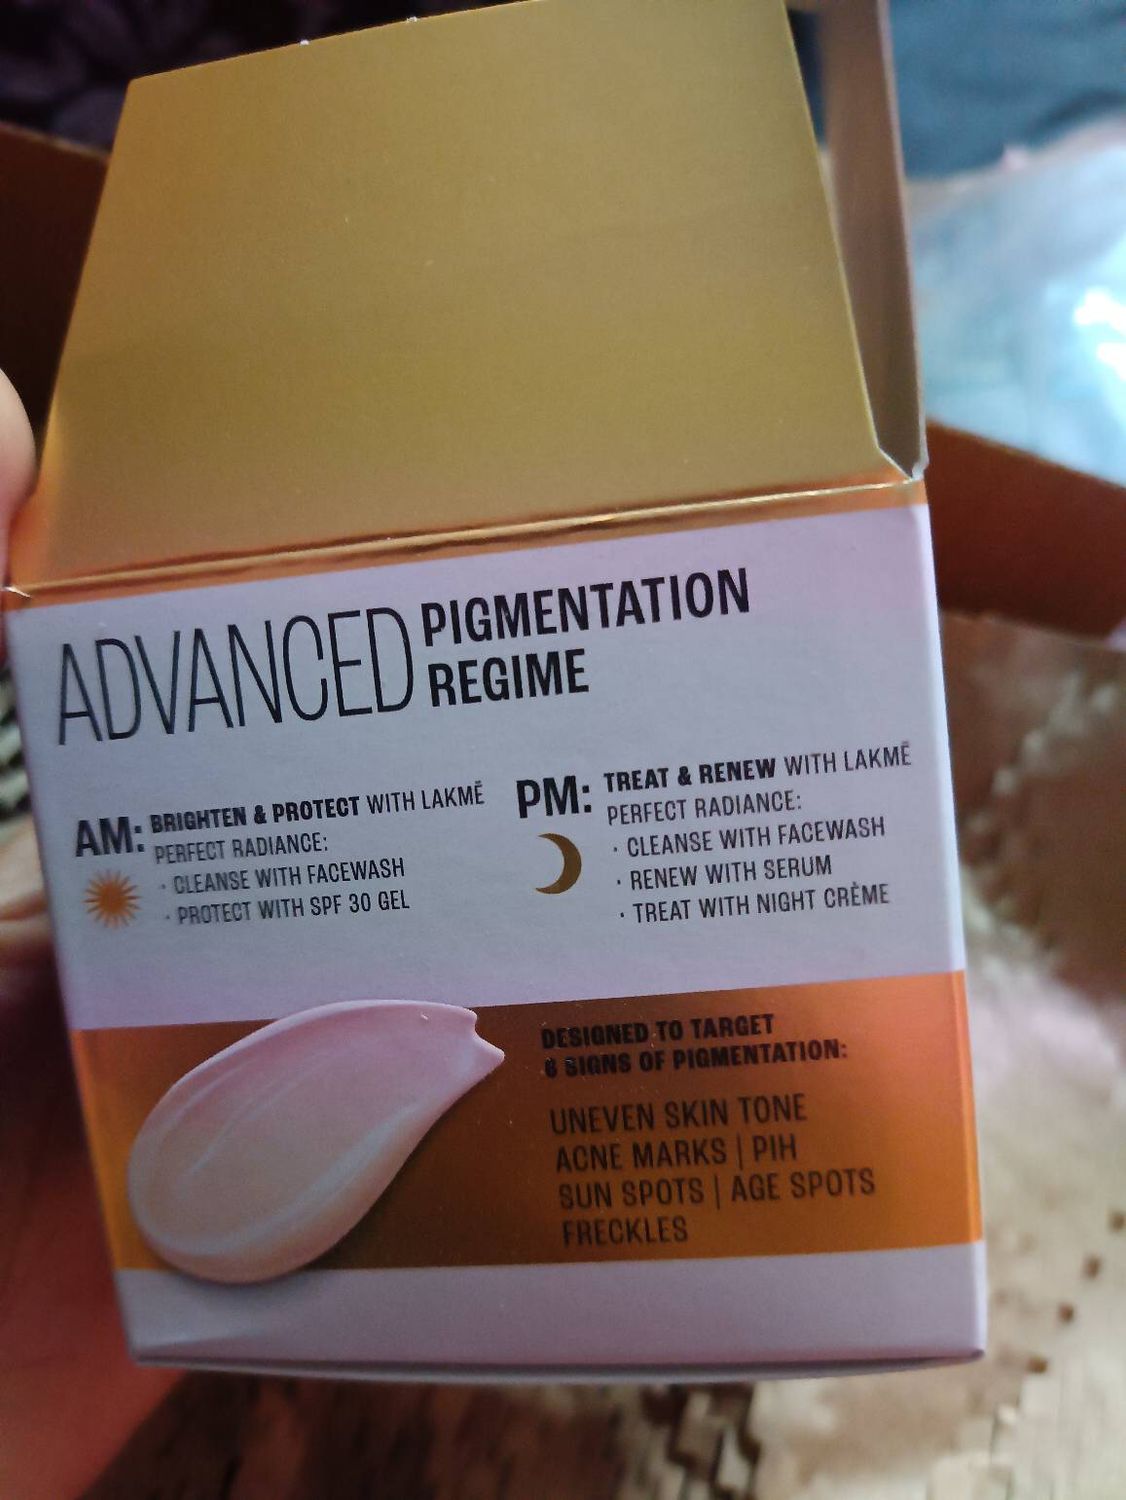 ADVANCED PIGMENTATION
REGIME
AM: BRIGHTEN & PROTECT WITH LAKMĒ
PERFECT RADIANCE:
· CLEANSE WITH FACEWASH
· PROTECT WITH SPF 30 GEL
PM: TREAT & RENEW WITH LAKMĒ
PERFECT RADIANCE:
· CLEANSE WITH FACEWASH
· RENEW WITH SERUM
· TREAT WITH NIGHT CRÈME
DESIGNED TO TARGET
6 SIGNS OF PIGMENTATION:
UNEVEN SKIN TONE
ACNE MARKS | PIH
SUN SPOTS | AGE SPOTS
FRECKLES